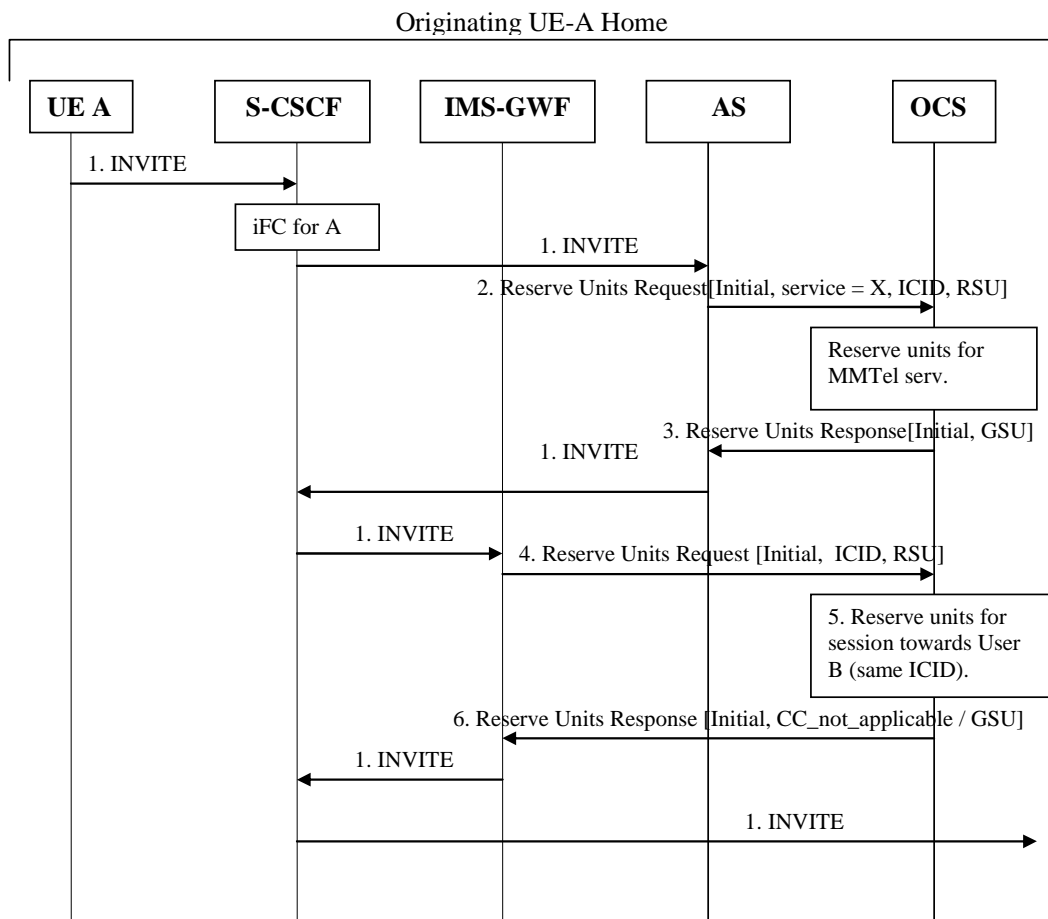 Originating UE-A Home
UE A
S-CSCF
IMS-GWF
AS
OCS
1. INVITE
iFC for A
1. INVITE
2. Reserve Units Request[Initial, service = X, ICID, RSU]
Reserve units for
MMTel serv.
3. Reserve Units Response[Initial, GSU]
1. INVITE
1. INVITE
4. Reserve Units Request [Initial, ICID, RSU]
5. Reserve units for
session towards User
B (same ICID).
6. Reserve Units Response [Initial, CC_not_applicable / GSU]
1. INVITE
1. INVITE